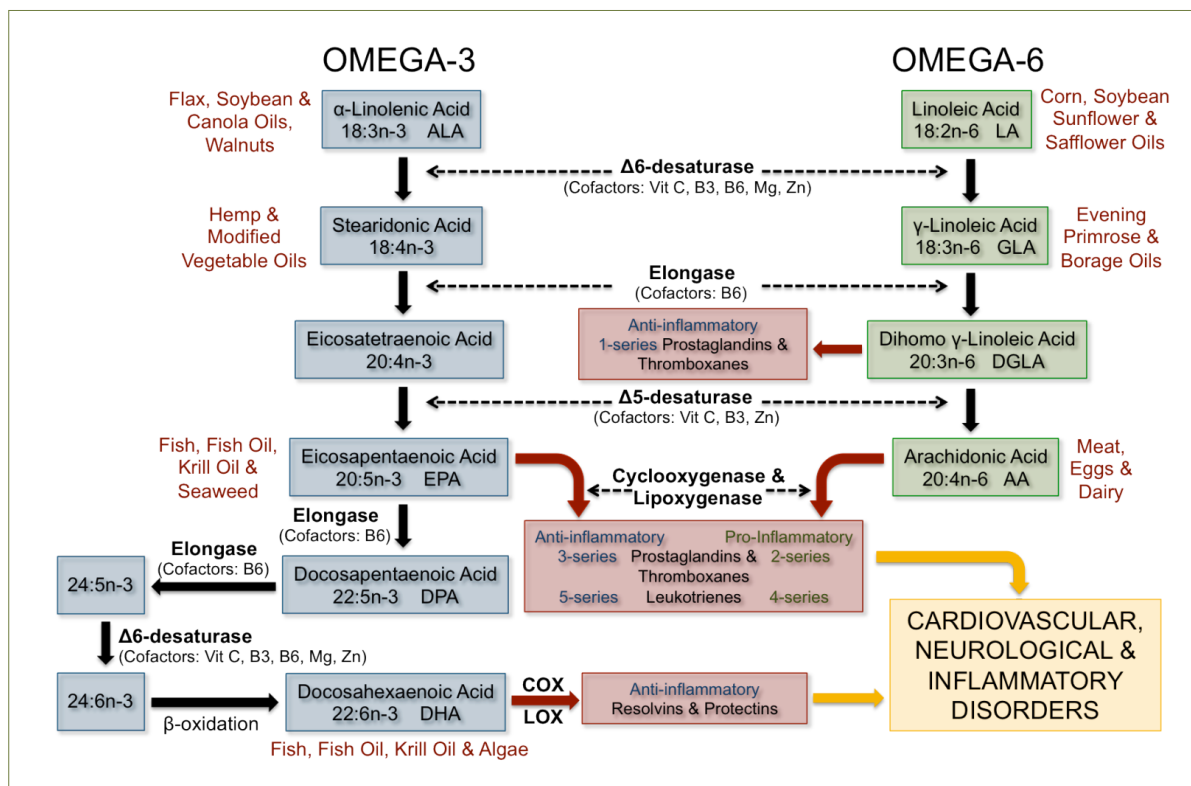 OMEGA-3
OMEGA-6
Flax, Soybean &
Canola Oils,
Walnuts
α-Linolenic Acid
18:3n-3 ALA
Linoleic Acid
18:2n-6 LA
Corn, Soybean
Sunflower &
Safflower Oils
Δ6-desaturase
(Cofactors: Vit C, B3, B6, Mg, Zn)
Hemp &
Modified
Vegetable Oils
Stearidonic Acid
18:4n-3
γ-Linoleic Acid
18:3n-6 GLA
Evening
Primrose &
Borage Oils
Elongase
(Cofactors: B6)
Eicosatetraenoic Acid
20:4n-3
Anti-inflammatory
1-series Prostaglandins &
Thromboxanes
Dihomo γ-Linoleic Acid
20:3n-6 DGLA
Δ5-desaturase
(Cofactors: Vit C, B3, Zn)
Fish, Fish Oil,
Krill Oil &
Seaweed
Eicosapentaenoic Acid
20:5n-3 EPA
Cyclooxygenase &
Lipoxygenase
Arachidonic Acid
20:4n-6 AA
Meat,
Eggs &
Dairy
Elongase
(Cofactors: B6)
Anti-inflammatory Pro-Inflammatory
3-series Prostaglandins & 2-series
Thromboxanes
5-series Leukotrienes 4-series
Elongase
(Cofactors: B6)
24:5n-3
Docosapentaenoic Acid
22:5n-3 DPA
Δ6-desaturase
(Cofactors: Vit C, B3, B6, Mg, Zn)
24:6n-3
β-oxidation
Docosahexaenoic Acid
22:6n-3 DHA
COX
LOX
Anti-inflammatory
Resolvins & Protectins
CARDIOVASCULAR,
NEUROLOGICAL &
INFLAMMATORY
DISORDERS
Fish, Fish Oil, Krill Oil & Algae